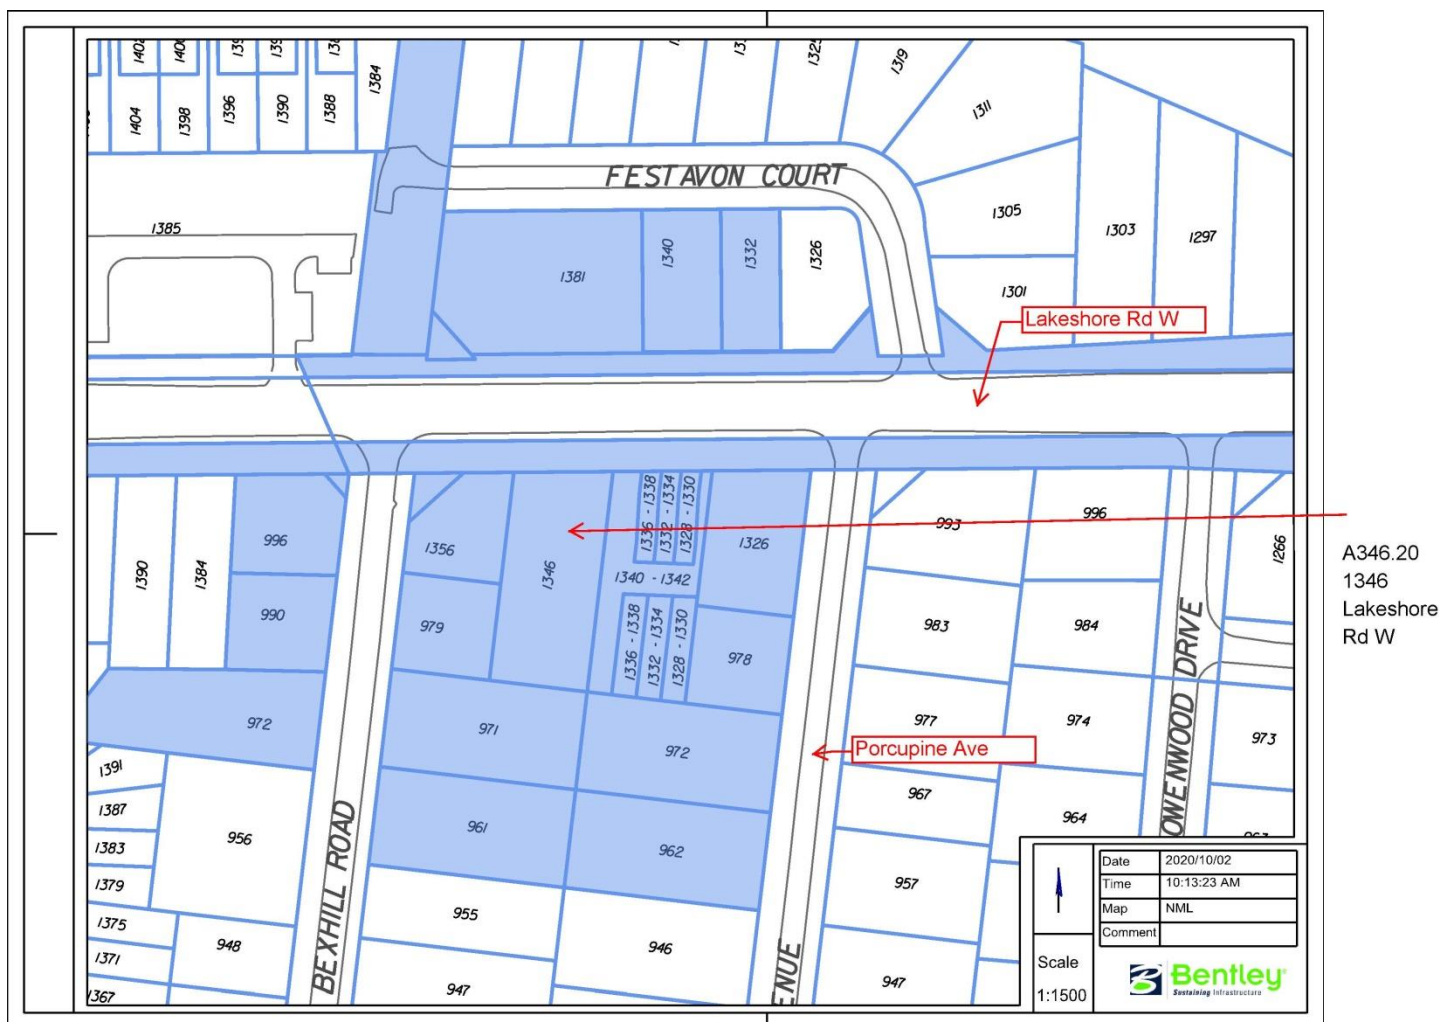 1384
1404
1398
1396
1390
1388
1319
1311
FESTAVON COURT
1385
1305
1303
1297
1381
1340
1332
1326
1301
Lakeshore Rd W
996
1390
1384
990
1356
1346
979
1336 - 1338
1332 - 1334
1328 - 1330
1340 - 1342
1336 - 1338
1332 - 1334
1328 - 1330
1326
978
993
996
1266
983
984
A346.20
1346
Lakeshore
Rd W
972
971
972
977
974
973
OWENWOOD DRIVE
Porcupine Ave
1391
1387
1383
1379
1375
1371
1367
956
948
BEXHILL ROAD
961
962
967
964
957
955
946
947
947
ENUE
Date 2020/10/02
Time 10:13:23 AM
Map NML
Comment
Scale
1:1500
Bentley
Sustaining Infrastructure